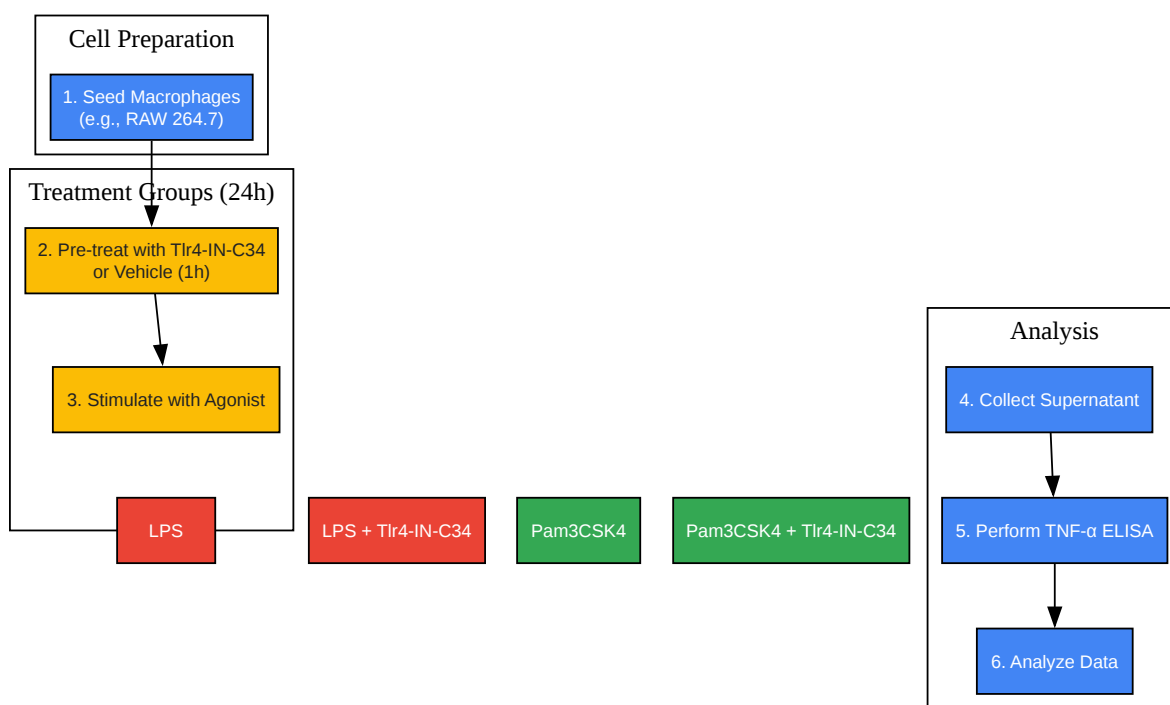 Cell Preparation
1. Seed Macrophages
(e.g., RAW 264.7)
Treatment Groups (24h)
2. Pre-treat with Tlr4-IN-C34
or Vehicle (1h)
3. Stimulate with Agonist
LPS
LPS + Tlr4-IN-C34
Pam3CSK4
Pam3CSK4 + Tlr4-IN-C34
Analysis
4. Collect Supernatant
5. Perform TNF-α ELISA
6. Analyze Data